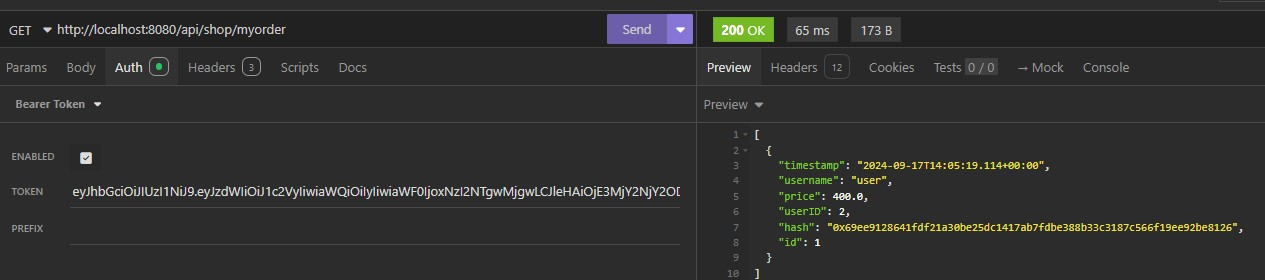 GET http://localhost:8080/api/shop/myorder Send
200 OK 65 ms 173 B
Params Body Auth Headers 3 Scripts Docs
Preview Headers 12 Cookies Tests 0 / 0 → Mock Console
Bearer Token
Preview
ENABLED
TOKEN eyJhbGciOiJIUzI1NiJ9.eyJzdWIiOiJ1c2VyIiwiaWQiOiIyIiwiaWF0IjoxNzI2NTgwMjgwLCJleHAiOjE3MjY2NjY2OD
PREFIX
1 [
2 {
3 "timestamp": "2024-09-17T14:05:19.114+00:00",
4 "username": "user",
5 "price": 400.0,
6 "userID": 2,
7 "hash": "0x69ee9128641fdf21a30be25dc1417ab7fdbe388b33c3187c566f19ee92be8126",
8 "id": 1
9 }
10 ]